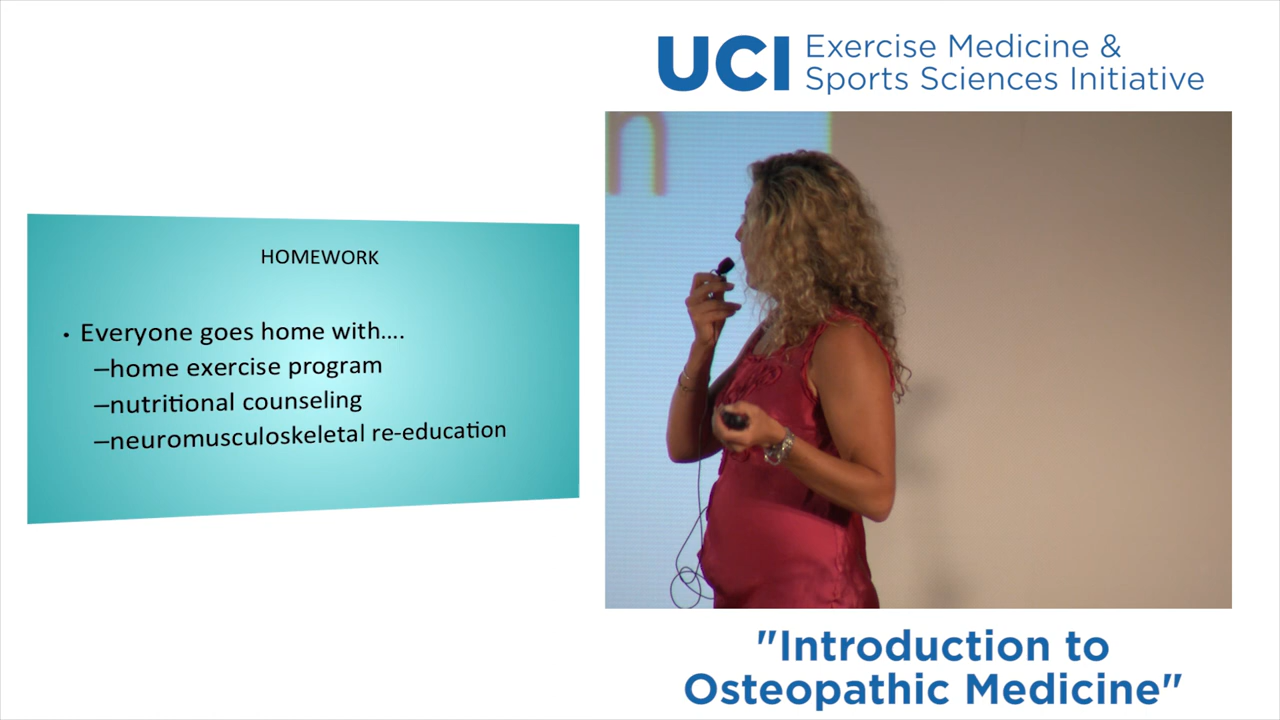 UCI Exercise Medicine &
Sports Sciences Initiative
HOMEWORK
• Everyone goes home with....
–home exercise program
–nutritional counseling
–neuromusculoskeletal re-education
n
"Introduction to
Osteopathic Medicine"